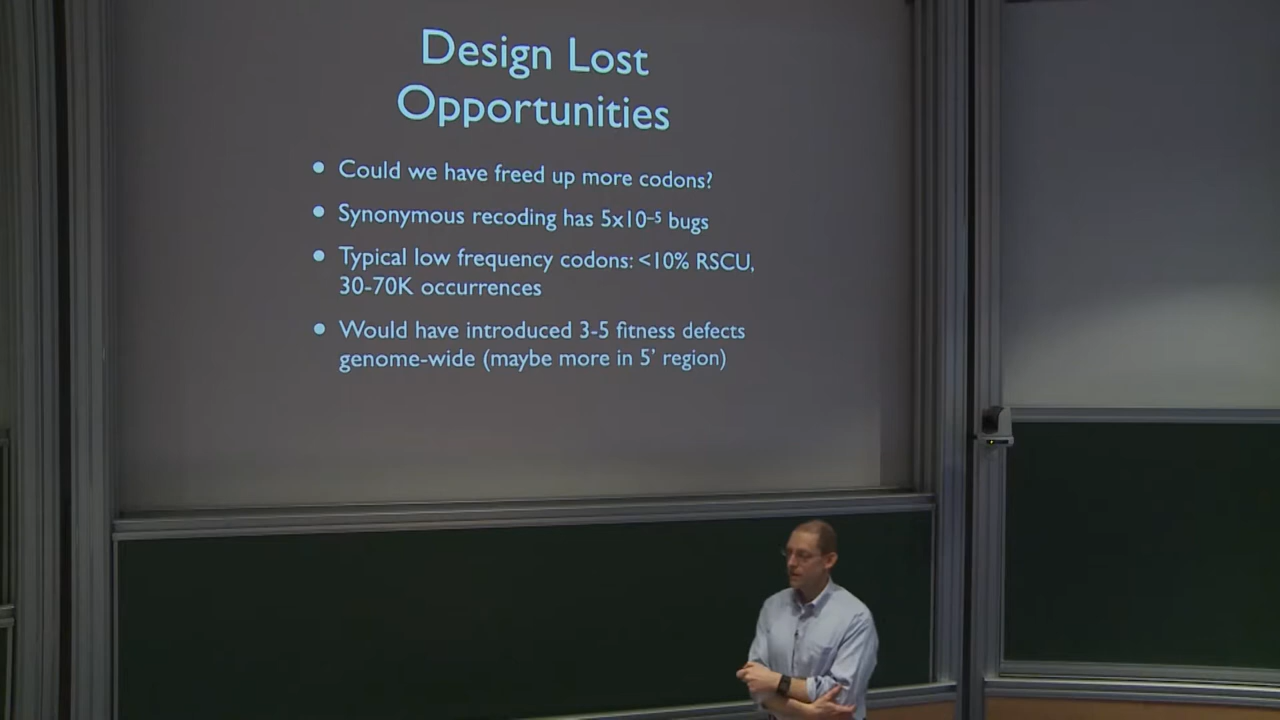 Design Lost
Opportunities
• Could we have freed up more codons?
• Synonymous recoding has 5x10⁻⁵ bugs
• Typical low frequency codons: <10% RSCU,
30-70K occurrences
• Would have introduced 3-5 fitness defects
genome-wide (maybe more in 5’ region)